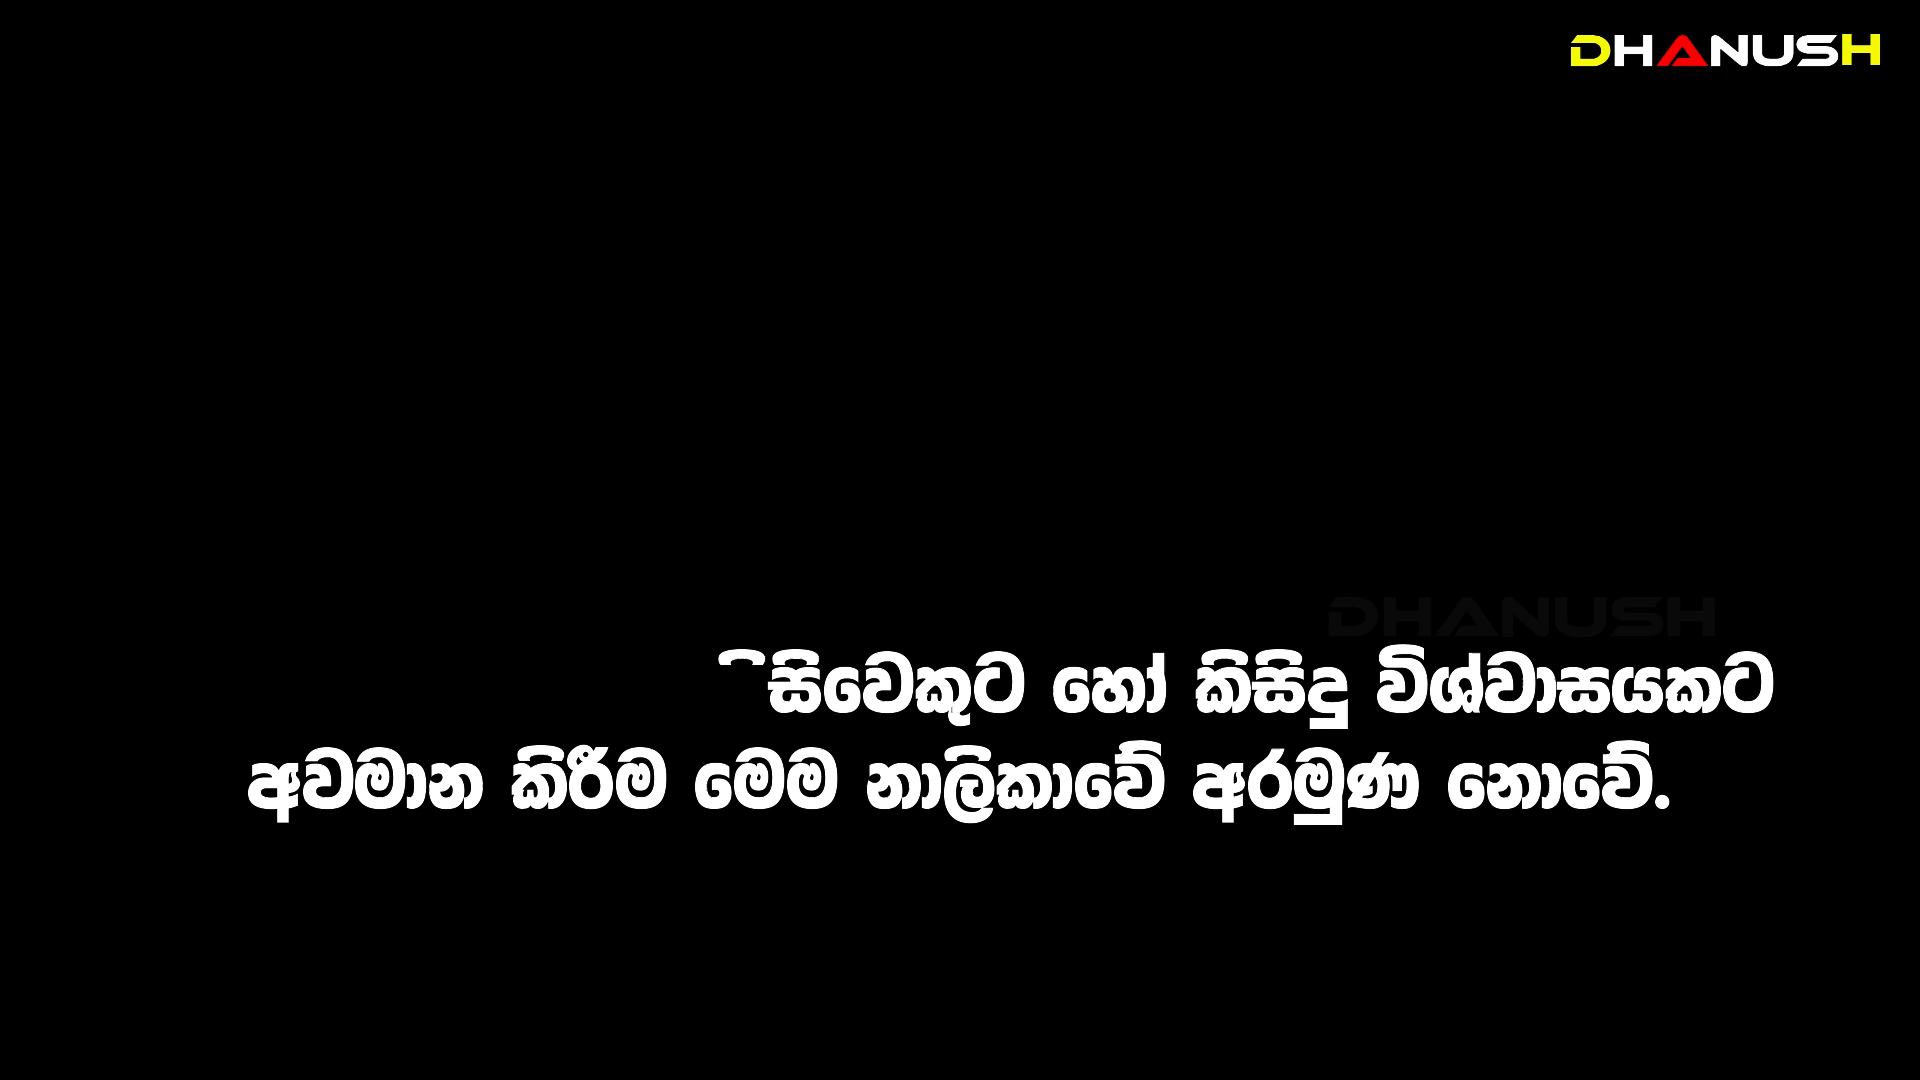 DHANUSH
DHANUSH
ිසිවෙකුට හෝ කිසිදු විශ්වාසයකට
අවමාන කිරීම මෙම නාලිකාවේ අරමුණ නොවේ.